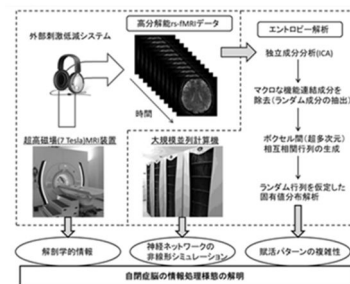 外部刺激低減システム
高分解能rs-fMRIデータ
時間
超高磁場(7 Tesla)MRI装置
大規模並列計算機
エントロピー解析
独立成分分析(ICA)
マクロな機能連結成分を
除去(ランダム成分の抽出)
ボクセル間(超多次元)
相互相関行列の生成
ランダム行列を仮定した
固有値分布解析
解剖学的情報
神経ネットワークの
非線形シミュレーション
賦活パターンの複雑性
自閉症脳の情報処理様態の解明